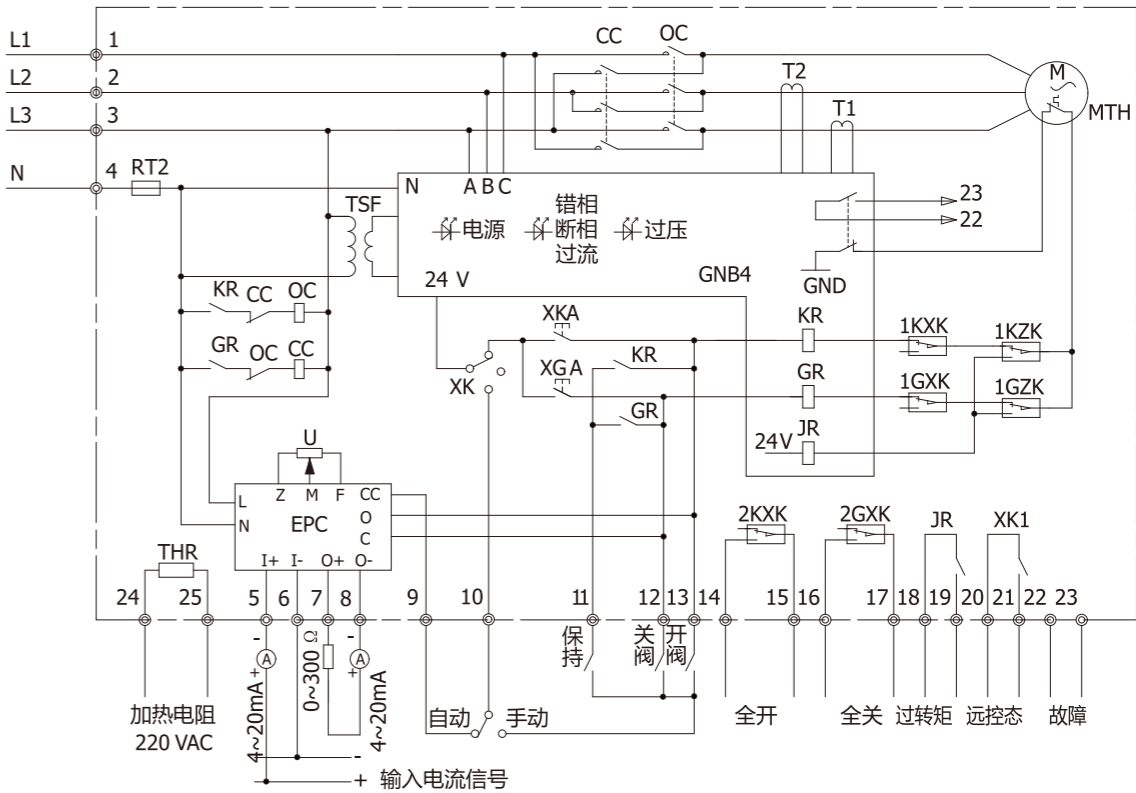 L1
1
CC
OC
L2
2
T2
M
L3
3
T1
MTH
N
4
RT2
N
A
B
C
TSF
电源
错相
断相
过流
过压
23
22
24 V
GNB4
GND
KR
CC
OC
XKA
KR
1KXK
1KZK
GR
OC
CC
XK
XGA
KR
GR
1GXK
1GZK
GR
24V
JR
U
Z
M
F
CC
L
O
N
EPC
C
I+
I-
O+
O-
2KXK
2GXK
JR
XK1
THR
24
25
5
6
7
8
9
10
11
12
13
14
15
16
17
18
19
20
21
22
23
-
-
保持
关阀
开阀
A
A
+
+
0~300 Ω
4~20mA
4~20mA
加热电阻
220 VAC
自动
手动
全开
全关
过转矩
远控态
故障
-
+ 输入电流信号